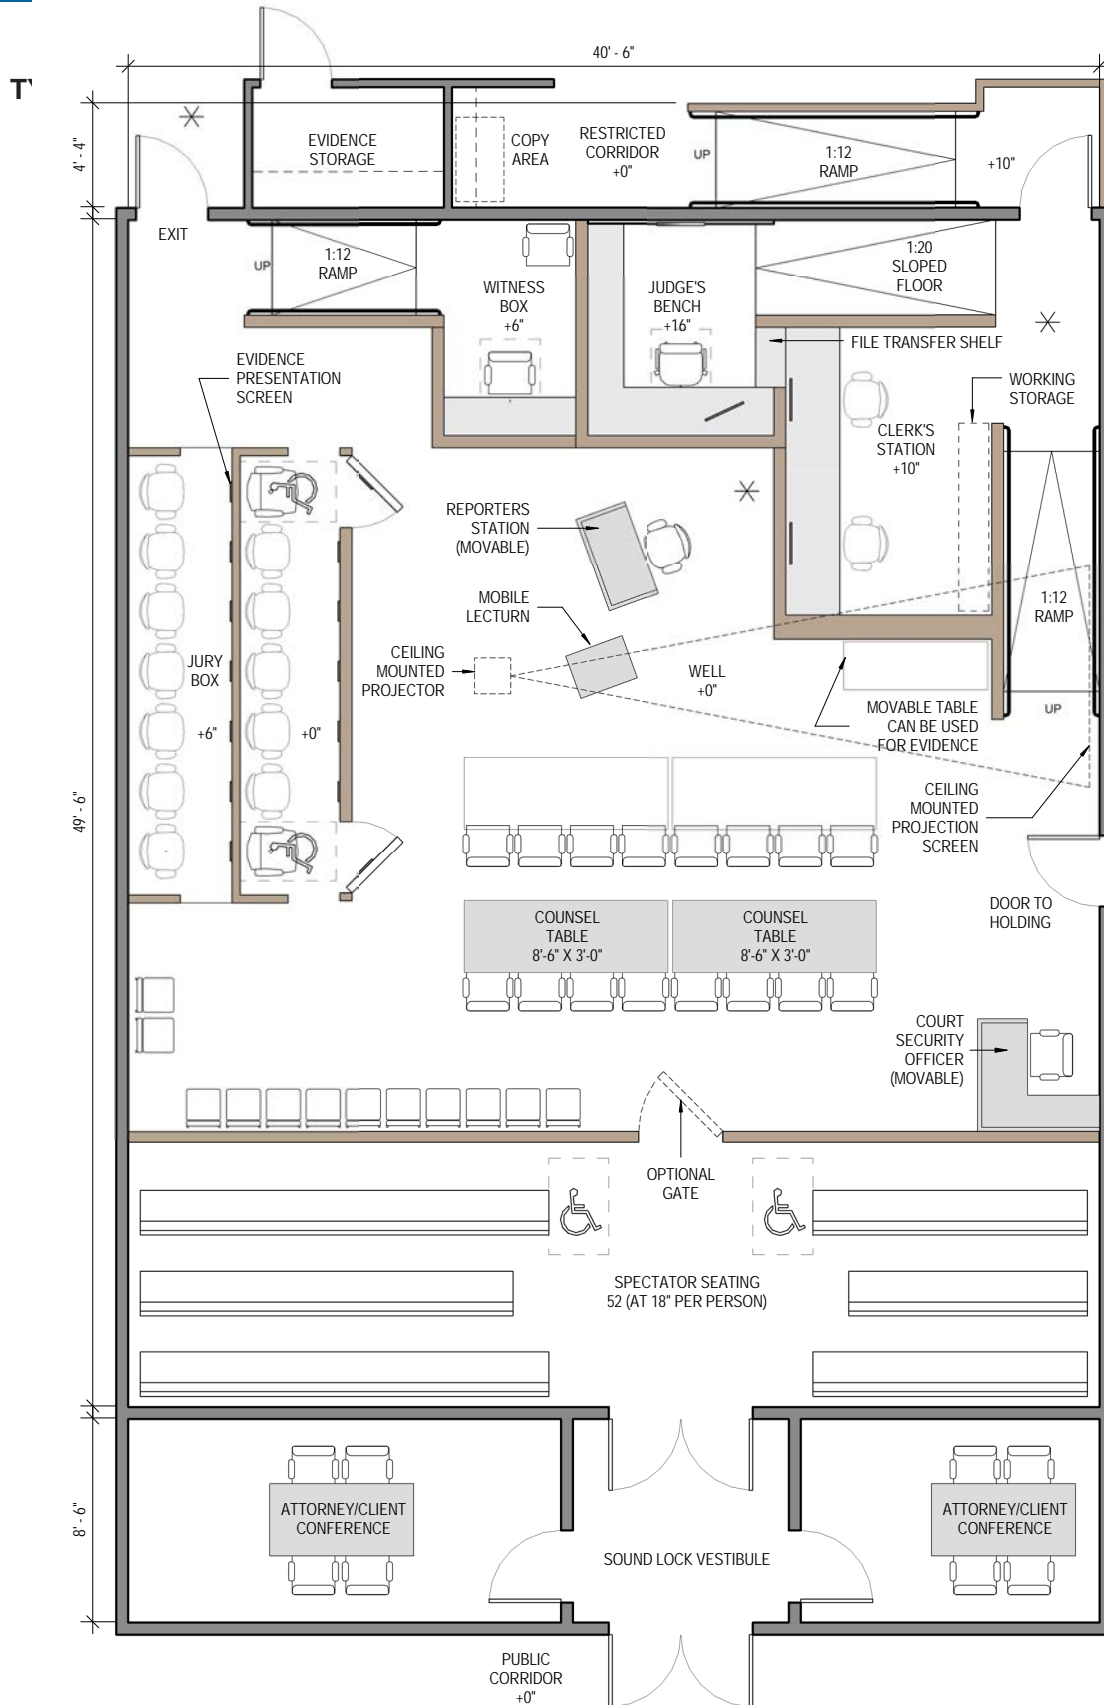 40' - 6"
TY
4' - 4"
EVIDENCE
STORAGE
COPY
AREA
RESTRICTED
CORRIDOR
+0"
UP
1:12
RAMP
+10"
EXIT
UP
1:12
RAMP
WITNESS
BOX
+6"
JUDGE'S
BENCH
+16"
1:20
SLOPED
FLOOR
FILE TRANSFER SHELF
EVIDENCE
PRESENTATION
SCREEN
WORKING
STORAGE
CLERK'S
STATION
+10"
REPORTERS
STATION
(MOVABLE)
MOBILE
LECTURN
1:12
RAMP
CEILING
MOUNTED
PROJECTOR
JURY
BOX
WELL
+0"
+6"
+0"
MOVABLE TABLE
CAN BE USED
FOR EVIDENCE
UP
CEILING
MOUNTED
PROJECTION
SCREEN
49' - 6"
DOOR TO
HOLDING
COUNSEL
TABLE
8'-6" X 3'-0"
COUNSEL
TABLE
8'-6" X 3'-0"
COURT
SECURITY
OFFICER
(MOVABLE)
OPTIONAL
GATE
SPECTATOR SEATING
52 (AT 18" PER PERSON)
8' - 6"
ATTORNEY/CLIENT
CONFERENCE
ATTORNEY/CLIENT
CONFERENCE
SOUND LOCK VESTIBULE
PUBLIC
CORRIDOR
+0"